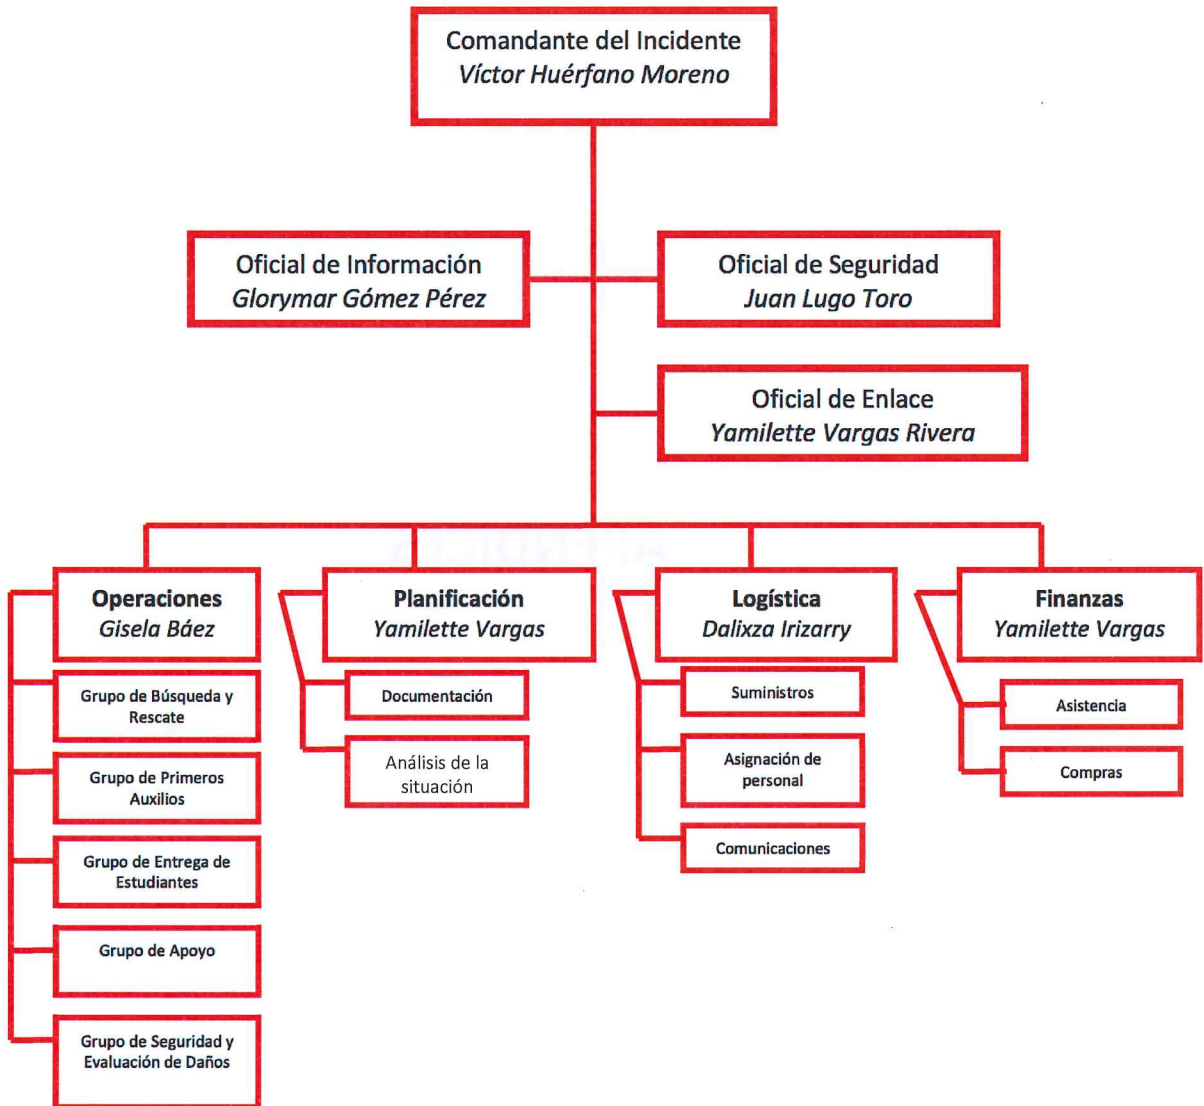 Comandante del Incidente
Víctor Huérfano Moreno
Oficial de Información
Glorymar Gómez Pérez
Oficial de Seguridad
Juan Lugo Toro
Oficial de Enlace
Yamilette Vargas Rivera
Operaciones
Gisela Báez
Grupo de Búsqueda y
Rescate
Grupo de Primeros
Auxilios
Grupo de Entrega de
Estudiantes
Grupo de Apoyo
Grupo de Seguridad y
Evaluación de Daños
Planificación
Yamilette Vargas
Documentación
Análisis de la
situación
Logística
Dalixza Irizarry
Suministros
Asignación de
personal
Comunicaciones
Finanzas
Yamilette Vargas
Asistencia
Compras